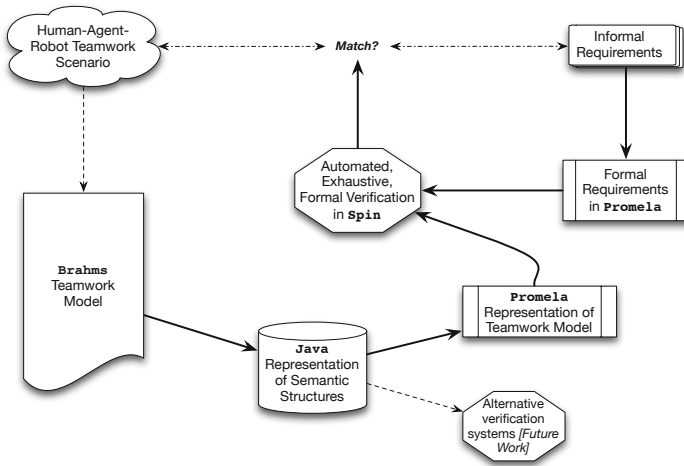 Human-Agent-
Robot Teamwork
Scenario
Match?
Informal
Requirements
Automated,
Exhaustive,
Formal Verification
in Spin
Formal
Requirements
in Promela
Brahms
Teamwork
Model
Promela
Representation of
Teamwork Model
Java
Representation
of Semantic
Structures
Alternative
verification
systems [Future
Work]